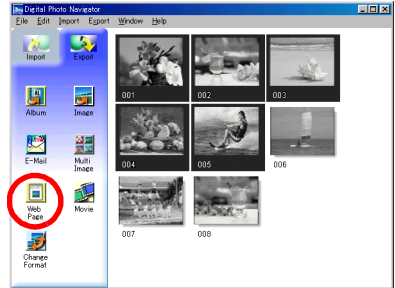 Digital Photo Navigator
File Edit Import Export Window Help
Import Export
Album Image
E-Mail Multi
Image
Web
Page
Movie
Change
Format
001 002 003
004 005 006
007 008